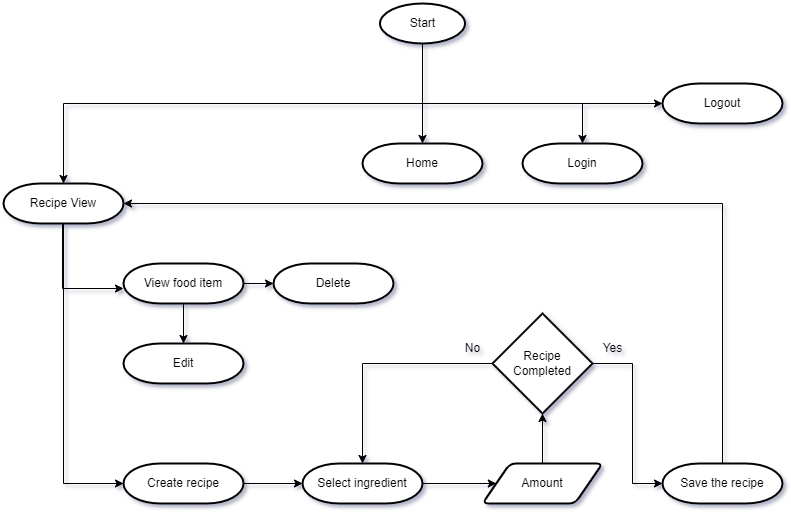 Start
Logout
Home
Login
Recipe View
View food item
Delete
No
Yes
Recipe
Completed
Edit
Create recipe
Select ingredient
Amount
Save the recipe